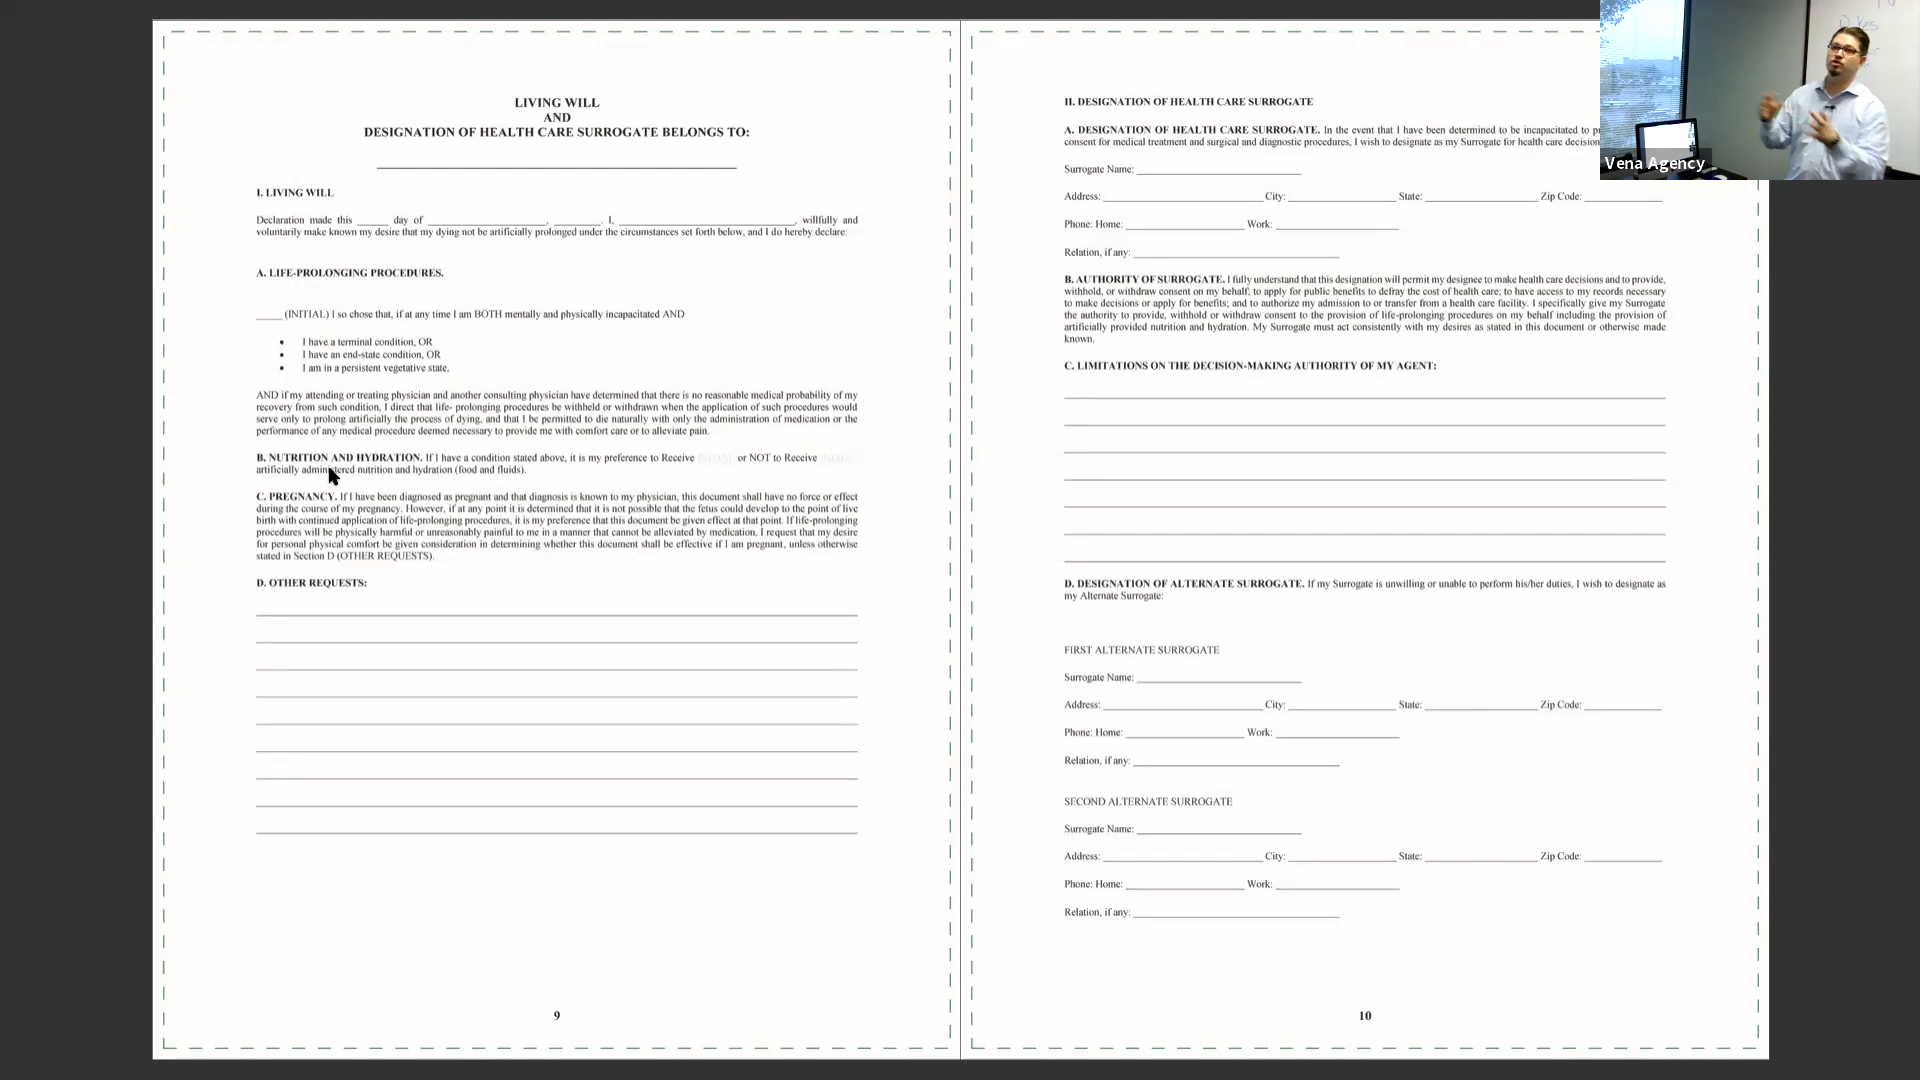 LIVING WILL
AND
DESIGNATION OF HEALTH CARE SURROGATE BELONGS TO:
I. LIVING WILL
Declaration made this _____ day of _____________________, ________. I, ______________________________, willfully and
voluntarily make known my desire that my dying not be artificially prolonged under the circumstances set forth below, and I do hereby declare:
A. LIFE-PROLONGING PROCEDURES.
_____ (INITIAL) I so chose that, if at any time I am BOTH mentally and physically incapacitated AND
• I have a terminal condition, OR
• I have an end-state condition, OR
• I am in a persistent vegetative state.
AND if my attending or treating physician and another consulting physician have determined that there is no reasonable medical probability of my
recovery from such condition, I direct that life- prolonging procedures be withheld or withdrawn when the application of such procedures would
serve only to prolong artificially the process of dying, and that I be permitted to die naturally with only the administration of medication or the
performance of any medical procedure deemed necessary to provide me with comfort care or to alleviate pain.
B. NUTRITION AND HYDRATION. If I have a condition stated above, it is my preference to Receive INITIAL or NOT to Receive
artificially administered nutrition and hydration (food and fluids).
C. PREGNANCY. If I have been diagnosed as pregnant and that diagnosis is known to my physician, this document shall have no force or effect
during the course of my pregnancy. However, if at any point it is determined that it is not possible that the fetus could develop to the point of live
birth with continued application of life-prolonging procedures, it is my preference that this document be given effect at that point. If life-prolonging
procedures will be physically harmful or unreasonably painful to me in a manner that cannot be alleviated by medication, I request that my desire
for personal physical comfort be given consideration in determining whether this document shall be effective if I am pregnant, unless otherwise
stated in Section D (OTHER REQUESTS).
D. OTHER REQUESTS:
9
II. DESIGNATION OF HEALTH CARE SURROGATE
A. DESIGNATION OF HEALTH CARE SURROGATE. In the event that I have been determined to be incapacitated to
consent for medical treatment and surgical and diagnostic procedures, I wish to designate as my Surrogate for health care
Surrogate Name:
Address: City: State: Zip Code:
Phone: Home: Work:
Relation, if any:
B. AUTHORITY OF SURROGATE. I fully understand that this designation will permit my designee to make health care decisions and to provide,
withhold, or withdraw consent on my behalf; to apply for public benefits to defray the cost of health care; to have access to my records necessary
to make decisions or apply for benefits; and to authorize my admission to or transfer from a health care facility. I specifically give my Surrogate
the authority to provide, withhold or withdraw consent to the provision of life-prolonging procedures on my behalf including the provision of
artificially provided nutrition and hydration. My Surrogate must act consistently with my desires as stated in this document or otherwise made
known.
C. LIMITATIONS ON THE DECISION-MAKING AUTHORITY OF MY AGENT:
D. DESIGNATION OF ALTERNATE SURROGATE. If my Surrogate is unwilling or unable to perform his/her duties, I wish to designate as
my Alternate Surrogate:
FIRST ALTERNATE SURROGATE
Surrogate Name:
Address: City: State: Zip Code:
Phone: Home: Work:
Relation, if any:
SECOND ALTERNATE SURROGATE
Surrogate Name:
Address: City: State: Zip Code:
Phone: Home: Work:
Relation, if any:
10
Vena Agency